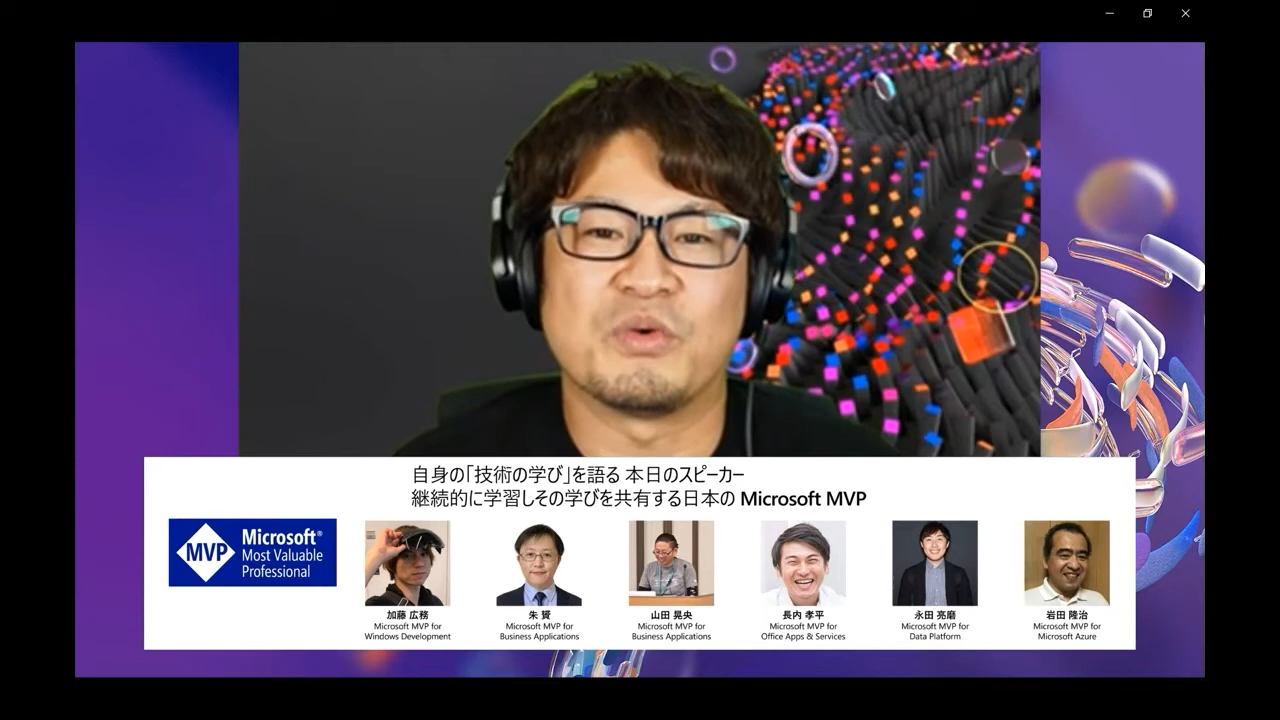 自身の「技術の学び」を語る 本日のスピーカー
継続的に学習しその学びを共有する日本の Microsoft MVP
MVP
Microsoft®
Most Valuable
Professional
加藤 広務
Microsoft MVP for
Windows Development
朱 贇
Microsoft MVP for
Business Applications
山田 晃央
Microsoft MVP for
Business Applications
長内 孝平
Microsoft MVP for
Office Apps & Services
永田 亮磨
Microsoft MVP for
Data Platform
岩田 隆治
Microsoft MVP for
Microsoft Azure